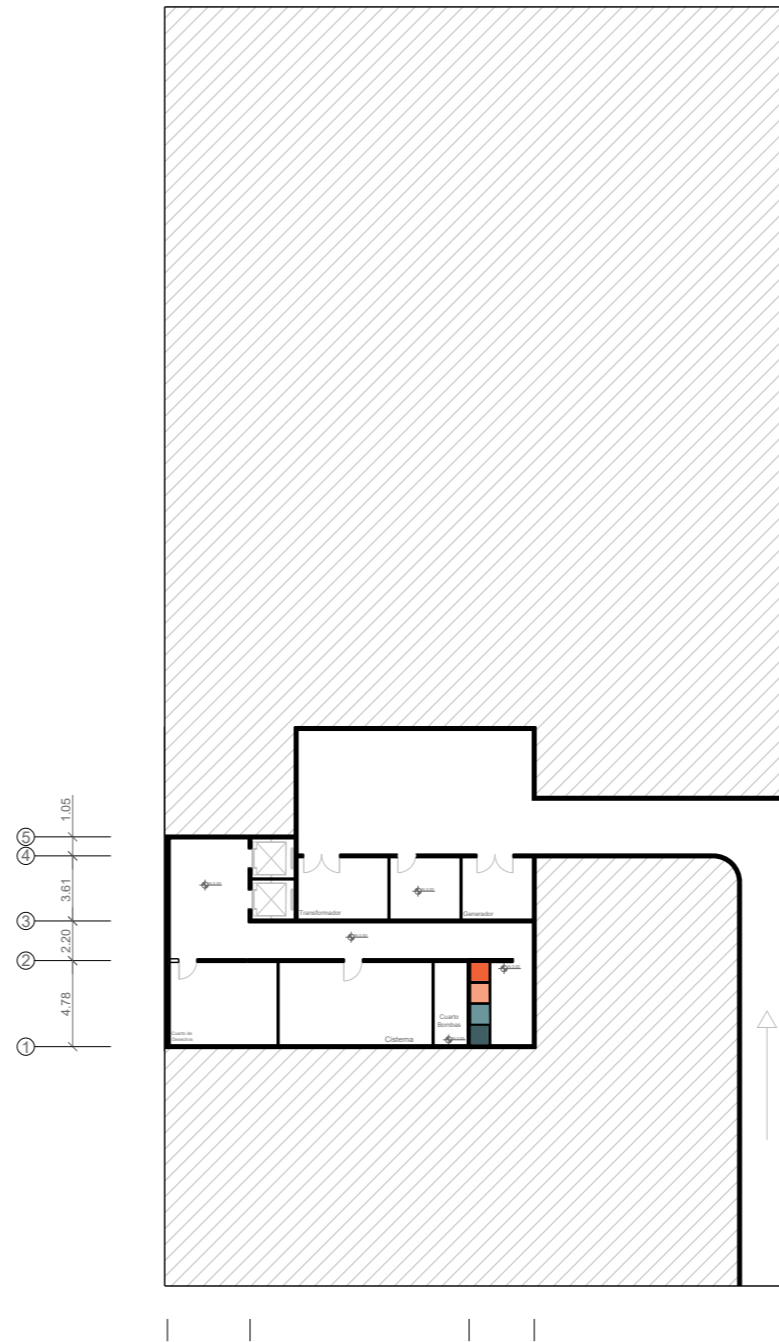 1.05
5
4
3.61
3
2.20
2
4.78
1
Transformador
Generador
Cuarto de
Desechos
Cisterna
Cuarto
Bombas